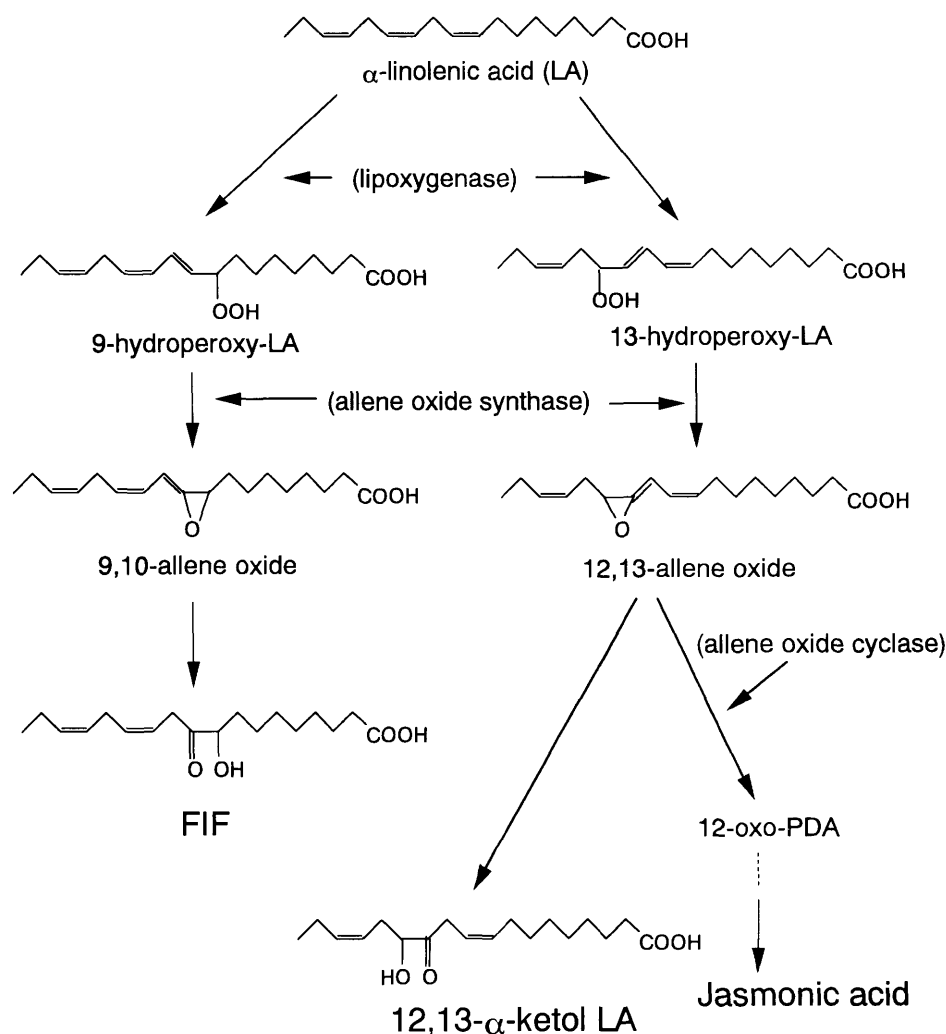 COOH
α-linolenic acid (LA)
(lipoxygenase)
COOH
OOH
9-hydroperoxy-LA
COOH
OOH
13-hydroperoxy-LA
(allene oxide synthase)
COOH
O
9,10-allene oxide
COOH
O
12,13-allene oxide
(allene oxide cyclase)
COOH
O OH
FIF
12-oxo-PDA
COOH
HO O
12,13-α-ketol LA
Jasmonic acid